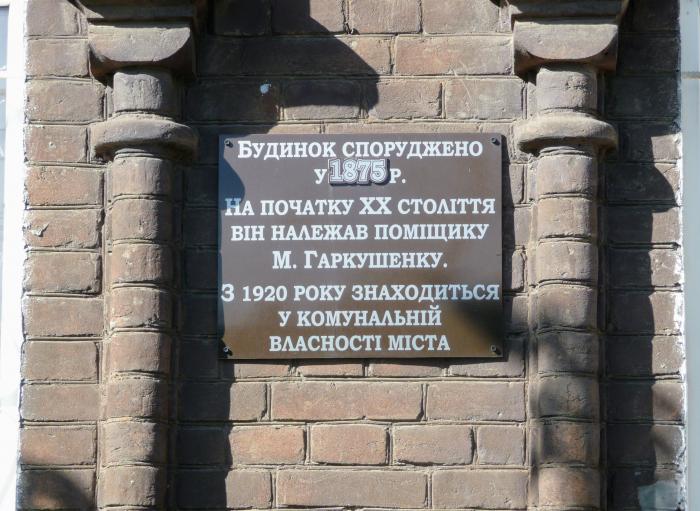 Будинок споруджено
у 1875 р.
На початку XX століття
він належав поміщику
М. Гаркушенку.
З 1920 року знаходиться
у комунальній
власності міста